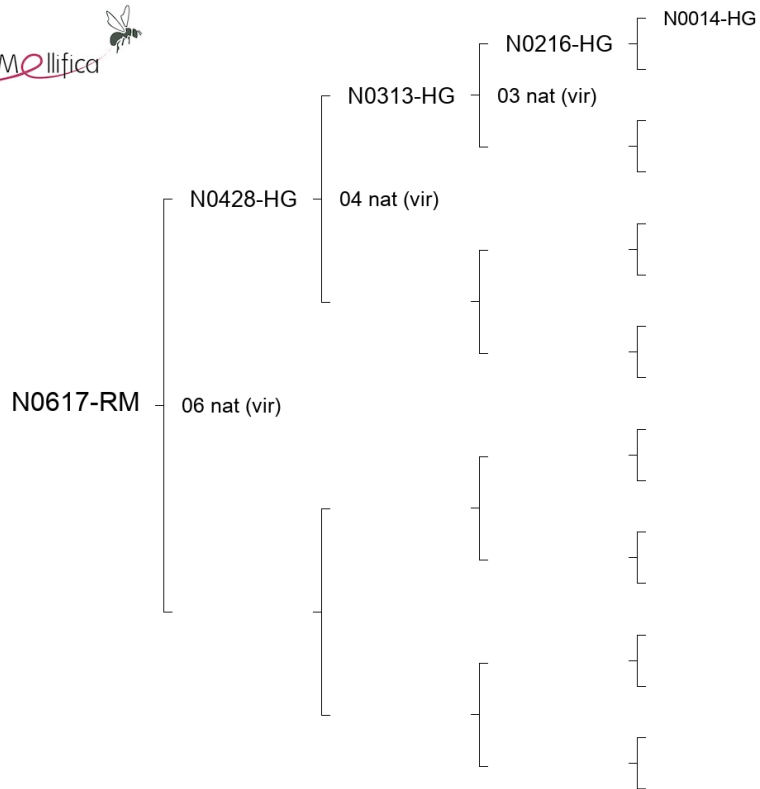 Mellifica
N0014-HG
N0216-HG
N0313-HG
03 nat (vir)
N0428-HG
04 nat (vir)
N0617-RM
06 nat (vir)